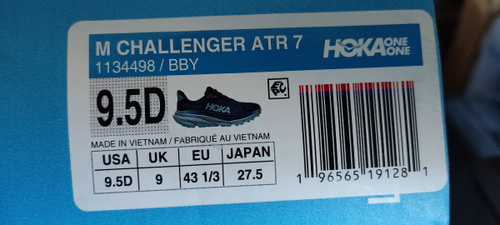 M CHALLENGER ATR 7
HOKA ONE ONE
1134498 / BBY
9.5D
HOKA
MADE IN VIETNAM / FABRIQUÉ AU VIETNAM
USA UK EU JAPAN
9.5D 9 43 1/3 27.5
1 96565 19128 1